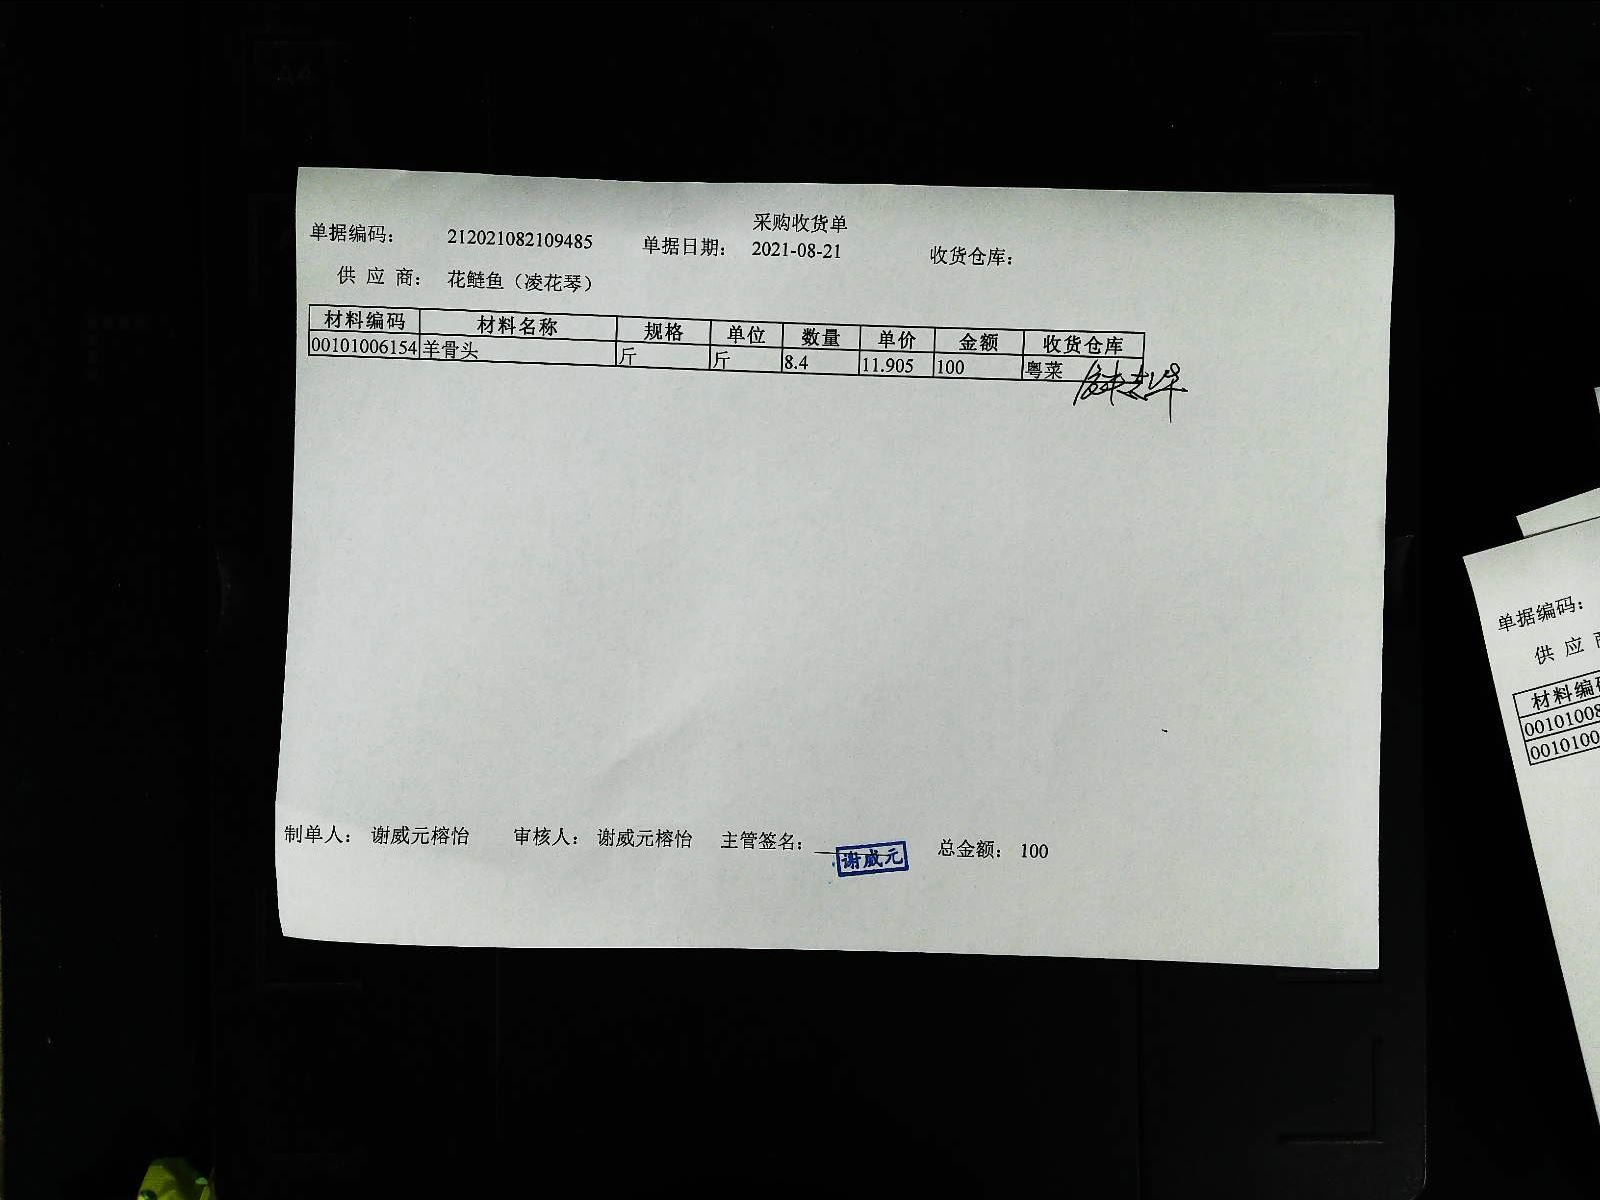 采购收货单
单据编码： 212021082109485 单据日期： 2021-08-21 收货仓库：
供 应 商： 花鲢鱼（凌花琴）
材料编码 材料名称 规格 单位 数量 单价 金额 收货仓库
00101006154 羊骨头 斤 斤 8.4 11.905 100 粤菜
制单人： 谢威元榕怡 审核人： 谢威元榕怡 主管签名： 谢威元 总金额： 100
单据编码：
供 应
材料编
0010100
0010100